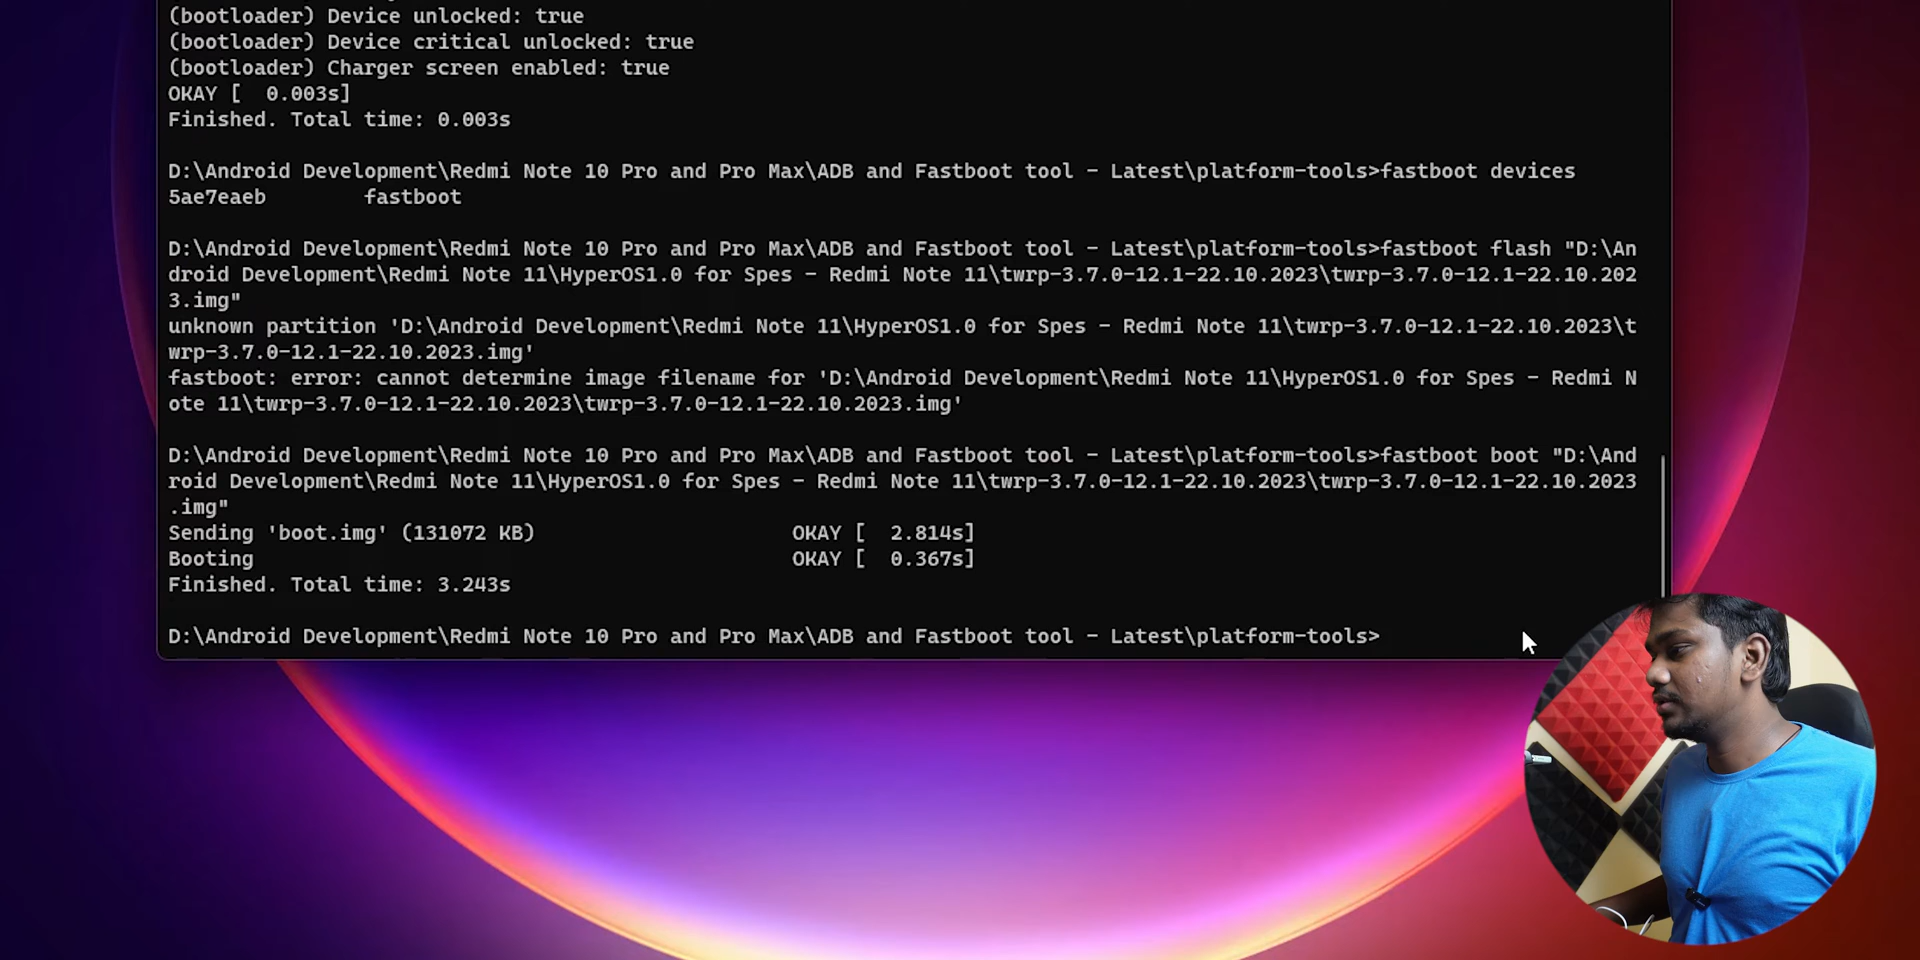 (bootloader) Device unlocked: true
(bootloader) Device critical unlocked: true
(bootloader) Charger screen enabled: true
OKAY [  0.003s]
Finished. Total time: 0.003s
D:\Android Development\Redmi Note 10 Pro and Pro Max\ADB and Fastboot tool - Latest\platform-tools>fastboot devices
5ae7eaeb        fastboot
D:\Android Development\Redmi Note 10 Pro and Pro Max\ADB and Fastboot tool - Latest\platform-tools>fastboot flash "D:\An
droid Development\Redmi Note 11\HyperOS1.0 for Spes - Redmi Note 11\twrp-3.7.0-12.1-22.10.2023\twrp-3.7.0-12.1-22.10.202
3.img"
unknown partition 'D:\Android Development\Redmi Note 11\HyperOS1.0 for Spes - Redmi Note 11\twrp-3.7.0-12.1-22.10.2023\t
wrp-3.7.0-12.1-22.10.2023.img'
fastboot: error: cannot determine image filename for 'D:\Android Development\Redmi Note 11\HyperOS1.0 for Spes - Redmi N
ote 11\twrp-3.7.0-12.1-22.10.2023\twrp-3.7.0-12.1-22.10.2023.img'
D:\Android Development\Redmi Note 10 Pro and Pro Max\ADB and Fastboot tool - Latest\platform-tools>fastboot boot "D:\And
roid Development\Redmi Note 11\HyperOS1.0 for Spes - Redmi Note 11\twrp-3.7.0-12.1-22.10.2023\twrp-3.7.0-12.1-22.10.2023
.img"
Sending 'boot.img' (131072 KB)                     OKAY [  2.814s]
Booting                                            OKAY [  0.367s]
Finished. Total time: 3.243s
D:\Android Development\Redmi Note 10 Pro and Pro Max\ADB and Fastboot tool - Latest\platform-tools>